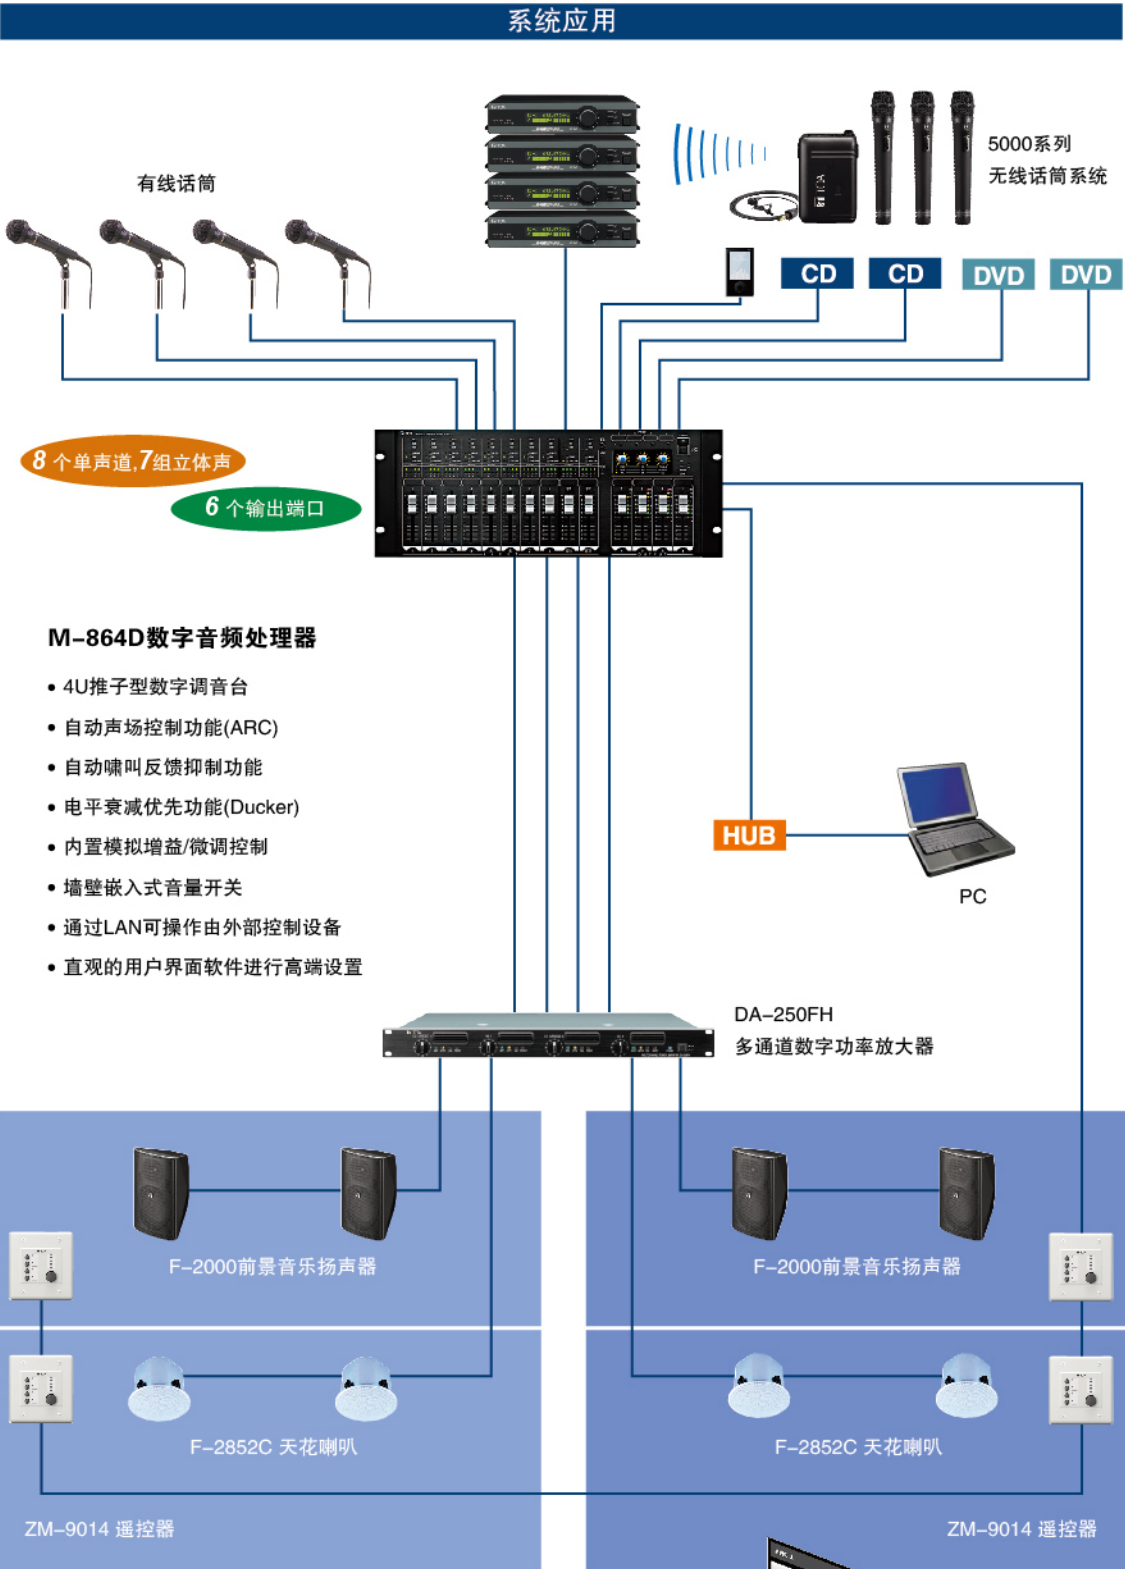 系统应用
有线话筒
5000系列
无线话筒系统
CD
CD
DVD
DVD
8 个单声道,7组立体声
6 个输出端口
M-864D数字音频处理器
• 4U推子型数字调音台
• 自动声场控制功能(ARC)
• 自动啸叫反馈抑制功能
• 电平衰减优先功能(Ducker)
• 内置模拟增益/微调控制
• 墙壁嵌入式音量开关
• 通过LAN可操作由外部控制设备
• 直观的用户界面软件进行高端设置
HUB
PC
DA-250FH
多通道数字功率放大器
F-2000前景音乐扬声器
F-2000前景音乐扬声器
F-2852C 天花喇叭
F-2852C 天花喇叭
ZM-9014 遥控器
ZM-9014 遥控器